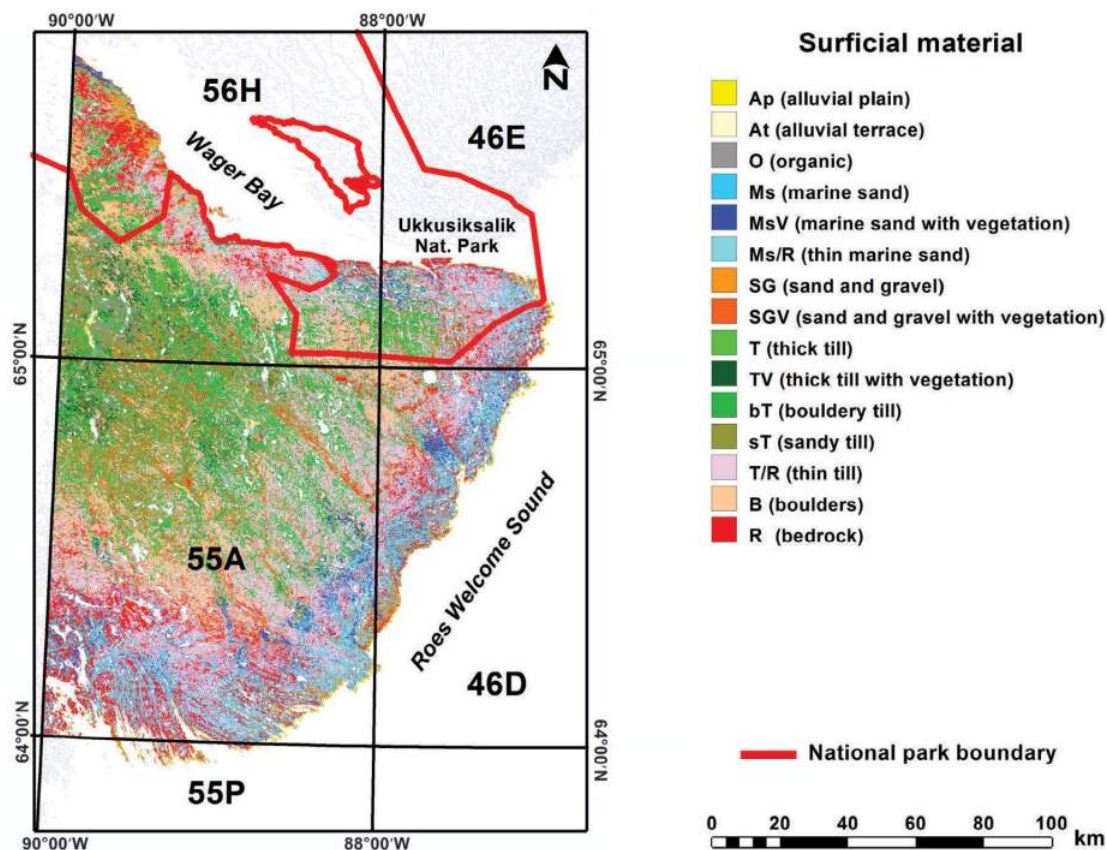 90°00′W
88°00′W
N
56H
46E
Wager Bay
Ukkusiksalik
Nat. Park
65°00′N
65°00′N
55A
Roes Welcome Sound
46D
64°00′N
64°00′N
55P
90°00′W
88°00′W
Surficial material
Ap (alluvial plain)
At (alluvial terrace)
O (organic)
Ms (marine sand)
MsV (marine sand with vegetation)
Ms/R (thin marine sand)
SG (sand and gravel)
SGV (sand and gravel with vegetation)
T (thick till)
TV (thick till with vegetation)
bT (bouldery till)
sT (sandy till)
T/R (thin till)
B (boulders)
R (bedrock)
National park boundary
0 20 40 60 80 100
km